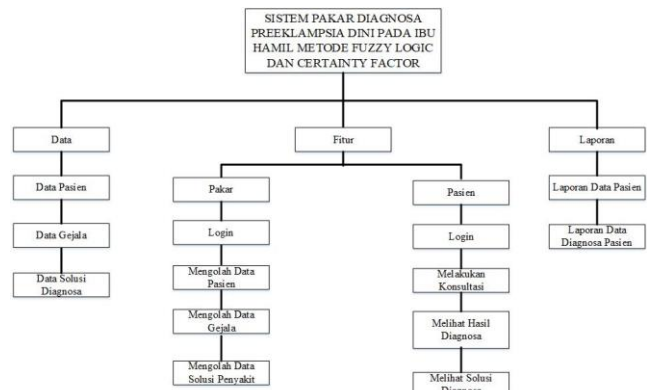 SISTEM PAKAR DIAGNOSA
PREEKLAMPSIA DINI PADA IBU
HAMIL METODE FUZZY LOGIC
DAN CERTAINTY FACTOR
Data
Fitur
Laporan
Data Pasien
Data Gejala
Data Solusi
Diagnosa
Pakar
Login
Mengolah Data
Pasien
Mengolah Data
Gejala
Mengolah Data
Solusi Penyakit
Pasien
Login
Melakukan
Konsultasi
Melihat Hasil
Diagnosa
Melihat Solusi
Diagnosa
Laporan Data Pasien
Laporan Data
Diagnosa Pasien